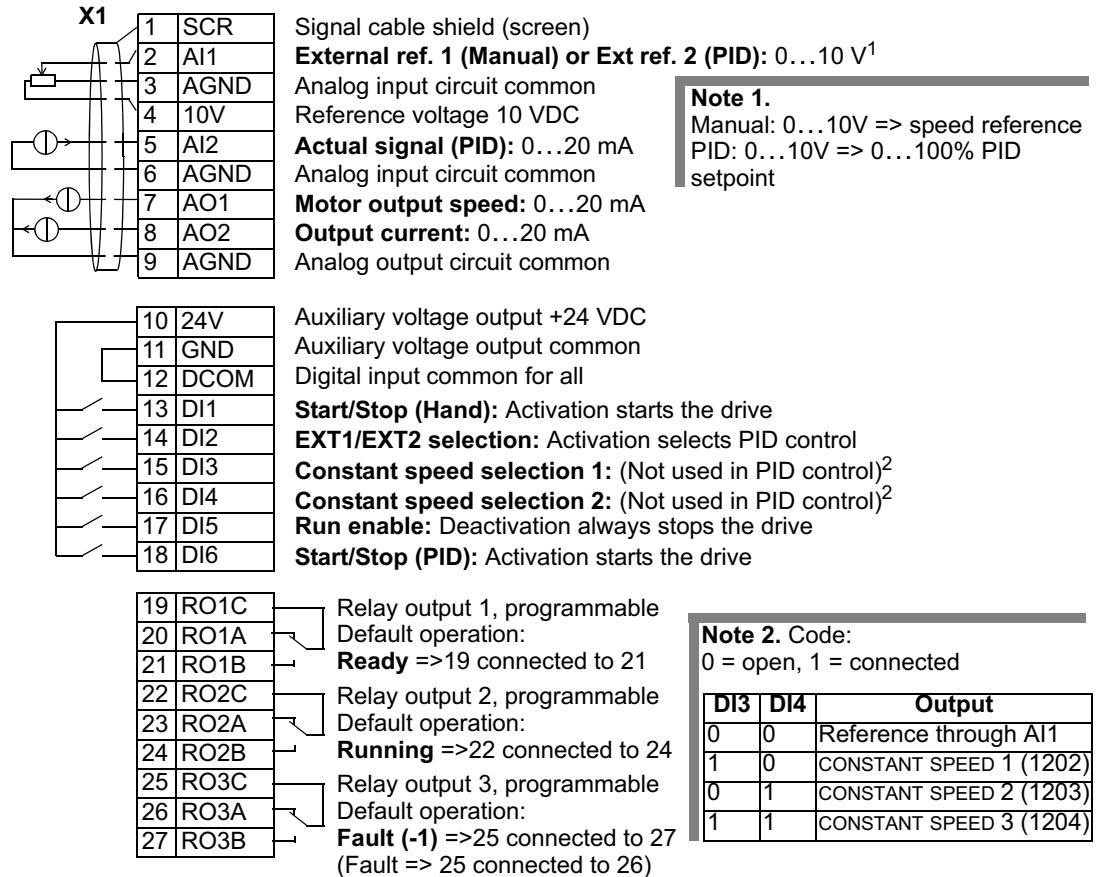 X1
1 SCR Signal cable shield (screen)
2 AI1 External ref. 1 (Manual) or Ext ref. 2 (PID): 0…10 V1
3 AGND Analog input circuit common
4 10V Reference voltage 10 VDC
5 AI2 Actual signal (PID): 0…20 mA
6 AGND Analog input circuit common
7 AO1 Motor output speed: 0…20 mA
8 AO2 Output current: 0…20 mA
9 AGND Analog output circuit common
Note 1.
Manual: 0…10V => speed reference
PID: 0…10V => 0…100% PID
setpoint
10 24V Auxiliary voltage output +24 VDC
11 GND Auxiliary voltage output common
12 DCOM Digital input common for all
13 DI1 Start/Stop (Hand): Activation starts the drive
14 DI2 EXT1/EXT2 selection: Activation selects PID control
15 DI3 Constant speed selection 1: (Not used in PID control)2
16 DI4 Constant speed selection 2: (Not used in PID control)2
17 DI5 Run enable: Deactivation always stops the drive
18 DI6 Start/Stop (PID): Activation starts the drive
19 RO1C Relay output 1, programmable
20 RO1A Default operation:
21 RO1B Ready =>19 connected to 21
22 RO2C Relay output 2, programmable
23 RO2A Default operation:
24 RO2B Running =>22 connected to 24
25 RO3C Relay output 3, programmable
26 RO3A Default operation:
27 RO3B Fault (-1) =>25 connected to 27
(Fault => 25 connected to 26)
Note 2. Code:
0 = open, 1 = connected
DI3 DI4 Output
0 0 Reference through AI1
1 0 CONSTANT SPEED 1 (1202)
0 1 CONSTANT SPEED 2 (1203)
1 1 CONSTANT SPEED 3 (1204)